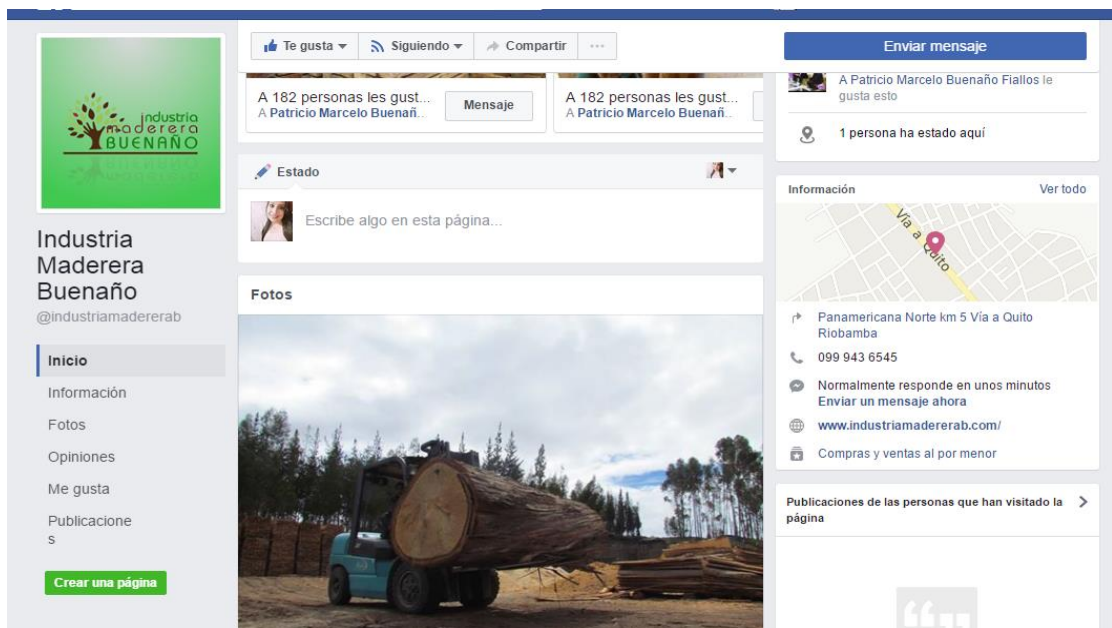 industria
maderera
BUENAÑO
Industria
Maderera
Buenaño
@industriamadererab
Inicio
Información
Fotos
Opiniones
Me gusta
Publicacione
s
Crear una página
Te gusta
Siguiendo
Compartir
...
A 182 personas les gust...
A Patricio Marcelo Buenañ..
Mensaje
A 182 personas les gust...
A Patricio Marcelo Buenañ..
Estado
Escribe algo en esta página...
Fotos
Enviar mensaje
A Patricio Marcelo Buenaño Fiallos le
gusta esto
1 persona ha estado aquí
Información
Ver todo
Vía a Quito
Panamericana Norte km 5 Vía a Quito
Riobamba
099 943 6545
Normalmente responde en unos minutos
Enviar un mensaje ahora
www.industriamadererab.com/
Compras y ventas al por menor
Publicaciones de las personas que han visitado la
página